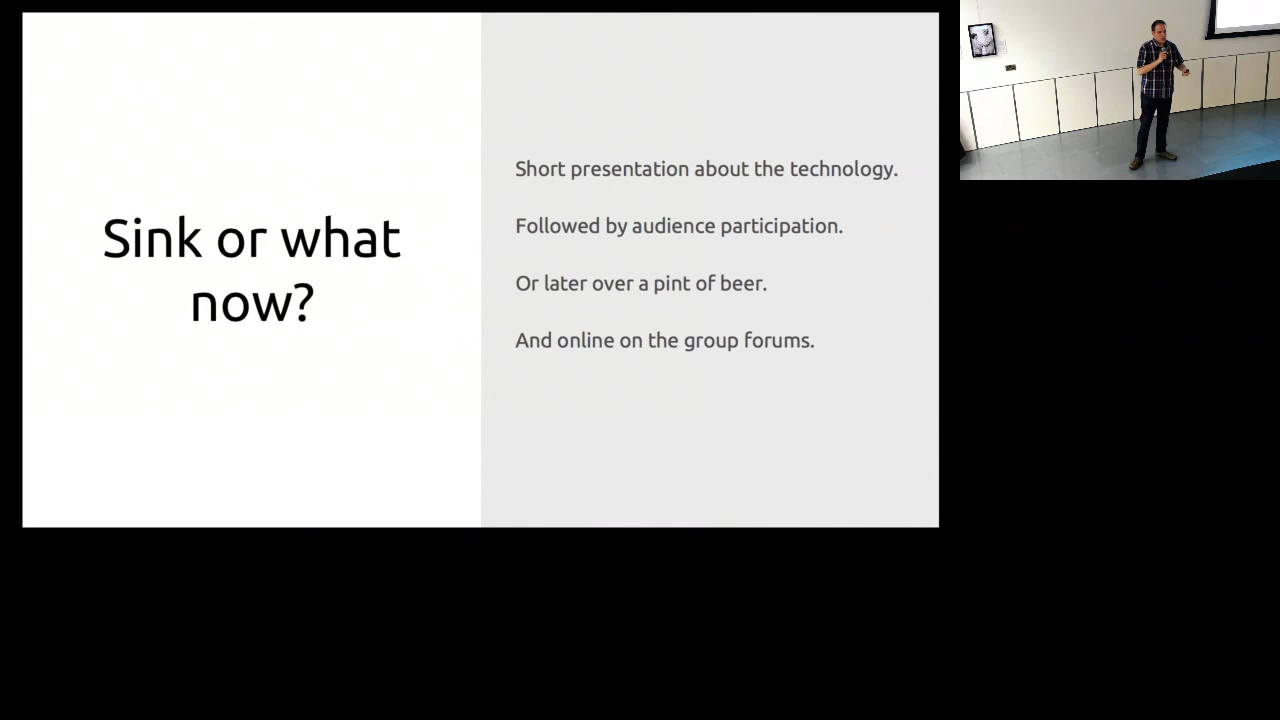 Sink or what
now?
Short presentation about the technology.
Followed by audience participation.
Or later over a pint of beer.
And online on the group forums.